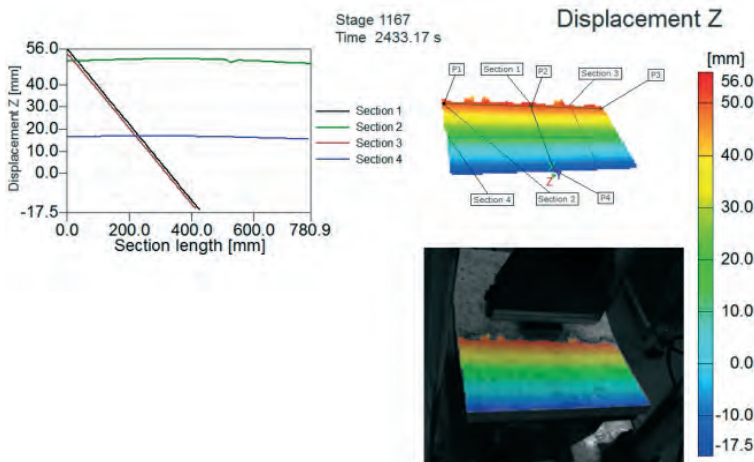 Stage 1167
Time 2433.17 s
Displacement Z
Displacement Z [mm]
56.0
40.0
30.0
20.0
10.0
0.0
-17.5
0.0
200.0
400.0
600.0
780.9
Section length [mm]
Section 1
Section 2
Section 3
Section 4
P1
Section 1
P2
Section 3
P3
Section 4
Section 2
P4
Z
Y
[mm]
56.0
50.0
40.0
30.0
20.0
10.0
0.0
-10.0
-17.5